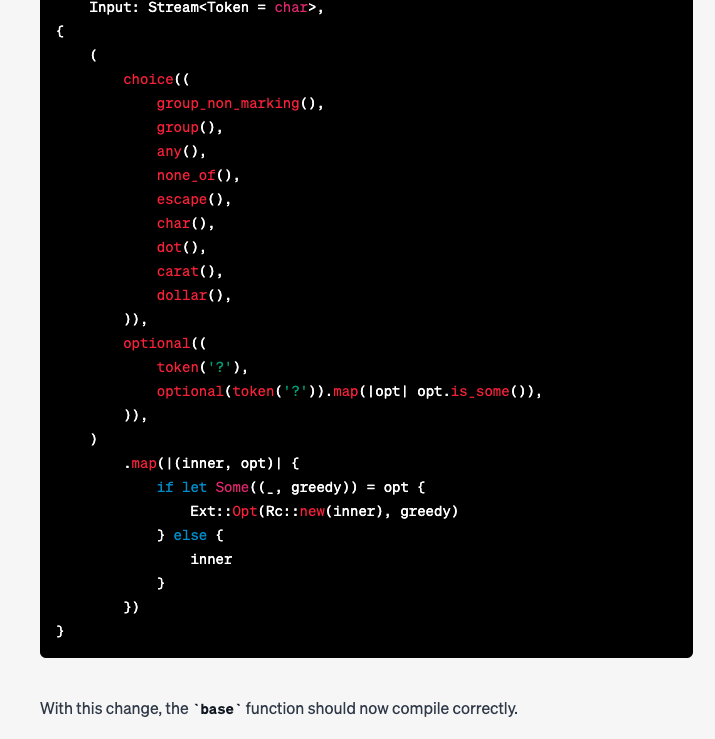 Input: Stream<Token = char>,
{
    (
        choice((
            group_non_marking(),
            group(),
            any(),
            none_of(),
            escape(),
            char(),
            dot(),
            carat(),
            dollar(),
        )),
        optional((
            token('?'),
            optional(token('?')).map(|opt| opt.is_some()),
        )),
    )
        .map(|(inner, opt)| {
            if let Some((_, greedy)) = opt {
                Ext::Opt(Rc::new(inner), greedy)
            } else {
                inner
            }
        })
}
With this change, the `base` function should now compile correctly.